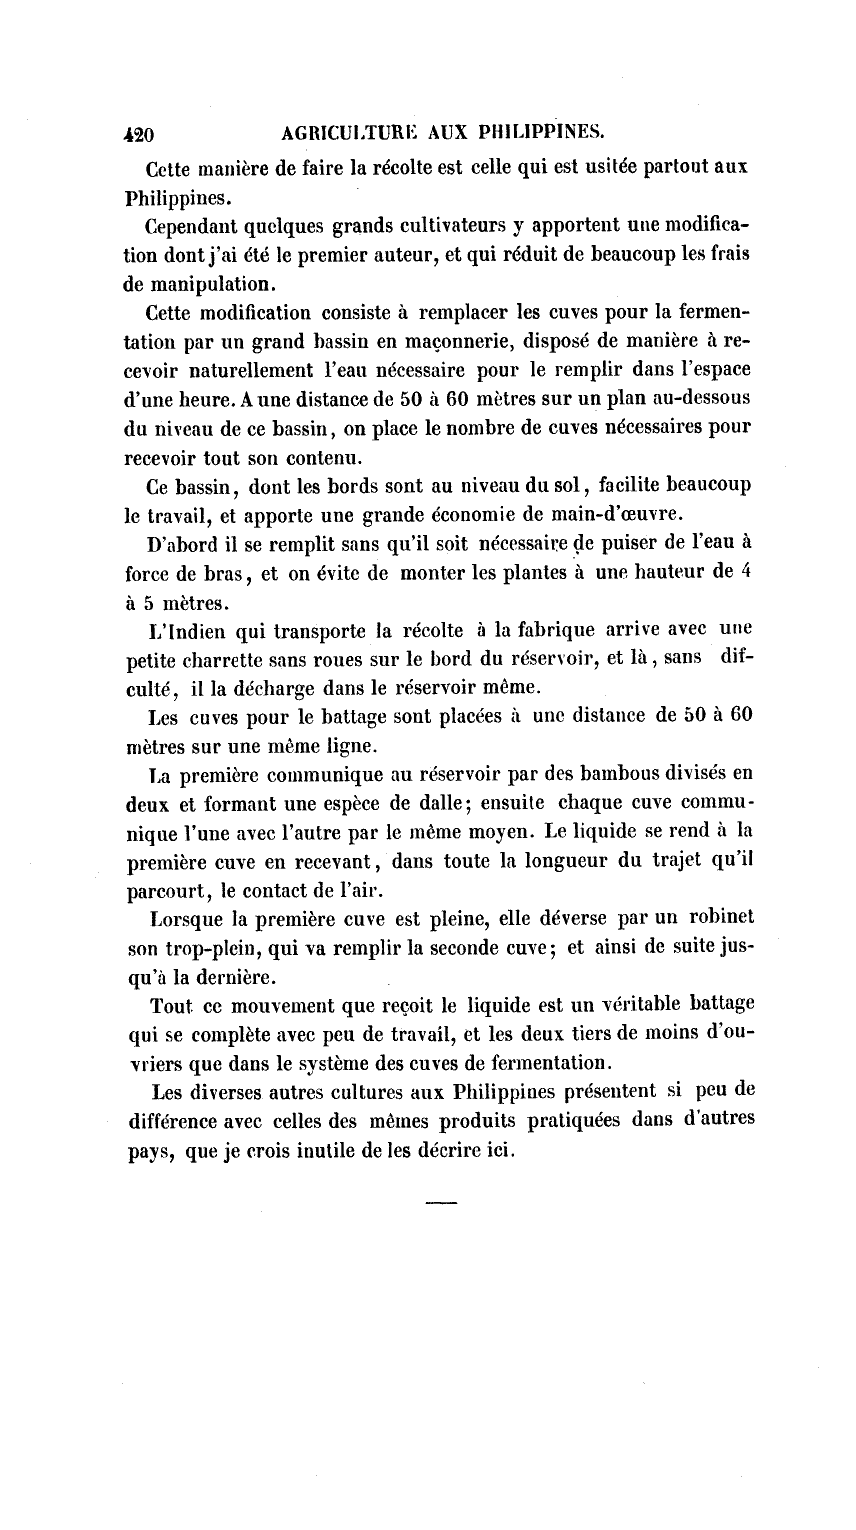 420 AGRICULTURE AUX PHILIPPINES.
Cette manière de faire la récolte est celle qui est usitée partout aux
Philippines.
Cependant quelques grands cultivateurs y apportent une modifica-
tion dont j'ai été le premier auteur, et qui réduit de beaucoup les frais
de manipulation.
Cette modification consiste à remplacer les cuves pour la fermen-
tation par un grand bassin en maçonnerie, disposé de manière à re-
cevoir naturellement l'eau nécessaire pour le remplir dans l'espace
d'une heure. A une distance de 50 à 60 mètres sur un plan au-dessous
du niveau de ce bassin, on place le nombre de cuves nécessaires pour
recevoir tout son contenu.
Ce bassin, dont les bords sont au niveau du sol, facilite beaucoup
le travail, et apporte une grande économie de main-d'œuvre.
D'abord il se remplit sans qu'il soit nécessaire de puiser de l'eau à
force de bras, et on évite de monter les plantes à une hauteur de 4
à 5 mètres.
L'Indien qui transporte la récolte à la fabrique arrive avec une
petite charrette sans roues sur le bord du réservoir, et là, sans dif-
culté, il la décharge dans le réservoir même.
Les cuves pour le battage sont placées à une distance de 50 à 60
mètres sur une même ligne.
La première communique au réservoir par des bambous divisés en
deux et formant une espèce de dalle; ensuite chaque cuve commu-
nique l'une avec l'autre par le même moyen. Le liquide se rend à la
première cuve en recevant, dans toute la longueur du trajet qu'il
parcourt, le contact de l'air.
Lorsque la première cuve est pleine, elle déverse par un robinet
son trop-plein, qui va remplir la seconde cuve; et ainsi de suite jus-
qu'à la dernière.
Tout ce mouvement que reçoit le liquide est un véritable battage
qui se complète avec peu de travail, et les deux tiers de moins d'ou-
vriers que dans le système des cuves de fermentation.
Les diverses autres cultures aux Philippines présentent si peu de
différence avec celles des mêmes produits pratiquées dans d'autres
pays, que je crois inutile de les décrire ici.